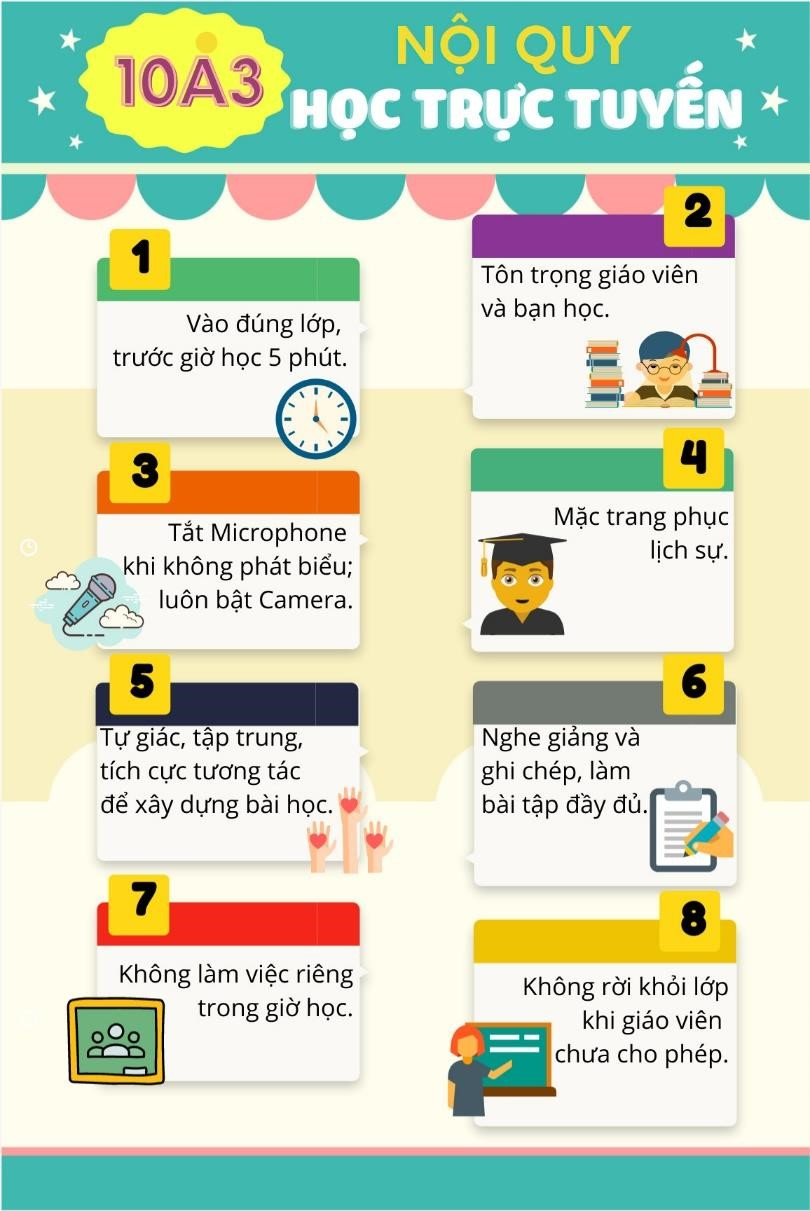 10A3
NỘI QUY
HỌC TRỰC TUYẾN
1
Vào đúng lớp,
trước giờ học 5 phút.
2
Tôn trọng giáo viên
và bạn học.
3
Tắt Microphone
khi không phát biểu;
luôn bật Camera.
4
Mặc trang phục
lịch sự.
5
Tự giác, tập trung,
tích cực tương tác
để xây dựng bài học.
6
Nghe giảng và
ghi chép, làm
bài tập đầy đủ.
7
Không làm việc riêng
trong giờ học.
8
Không rời khỏi lớp
khi giáo viên
chưa cho phép.